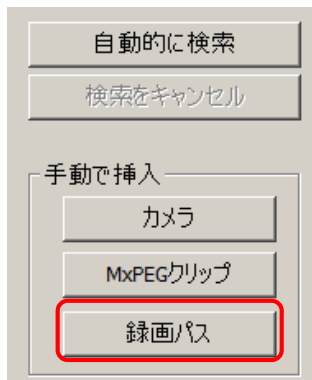 自動的に検索
検索をキャンセル
手動で挿入
カメラ
MxPEGクリップ
録画パス